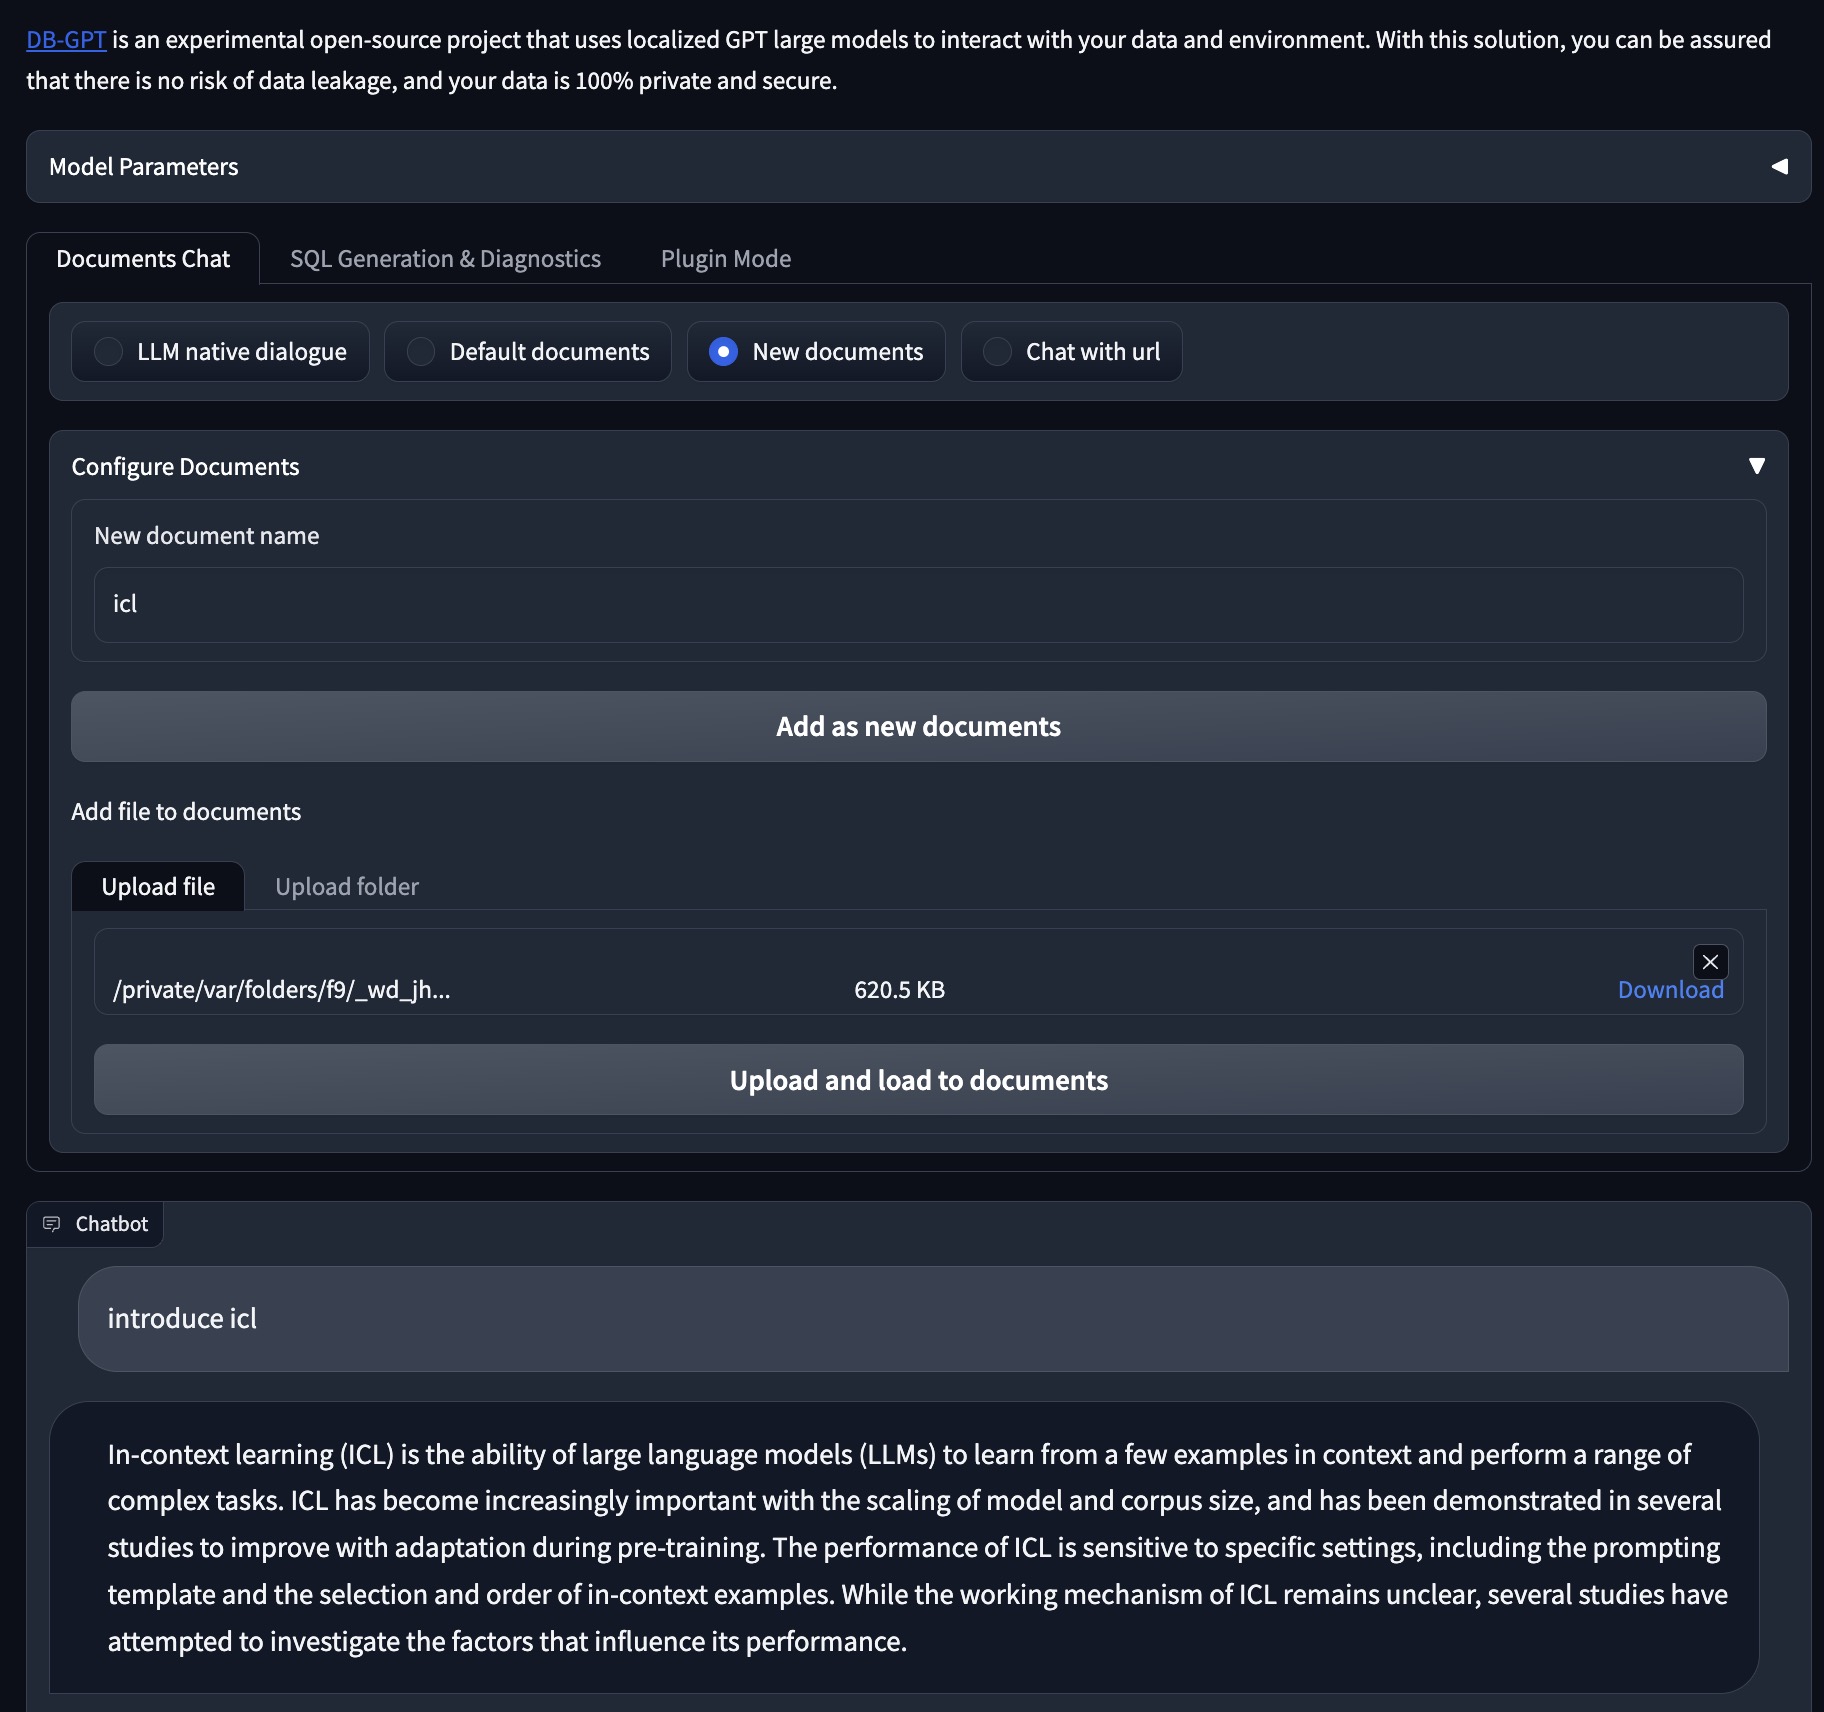 DB-GPT is an experimental open-source project that uses localized GPT large models to interact with your data and environment. With this solution, you can be assured
that there is no risk of data leakage, and your data is 100% private and secure.
Model Parameters
Documents Chat SQL Generation & Diagnostics Plugin Mode
LLM native dialogue Default documents New documents Chat with url
Configure Documents
New document name
icl
Add as new documents
Add file to documents
Upload file Upload folder
/private/var/folders/f9/_wd_jh... 620.5 KB Download
Upload and load to documents
Chatbot
introduce icl
In-context learning (ICL) is the ability of large language models (LLMs) to learn from a few examples in context and perform a range of
complex tasks. ICL has become increasingly important with the scaling of model and corpus size, and has been demonstrated in several
studies to improve with adaptation during pre-training. The performance of ICL is sensitive to specific settings, including the prompting
template and the selection and order of in-context examples. While the working mechanism of ICL remains unclear, several studies have
attempted to investigate the factors that influence its performance.